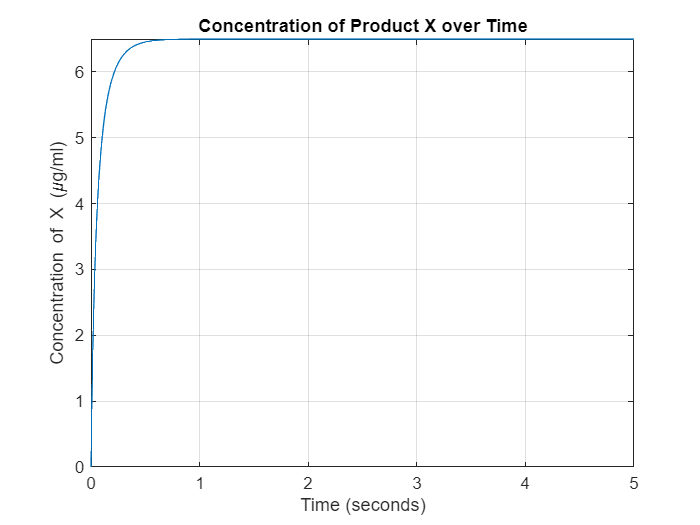 Concentration of Product X over Time
Concentration of X (μg/ml)
6
5
4
3
2
1
0
0 1 2 3 4 5
Time (seconds)